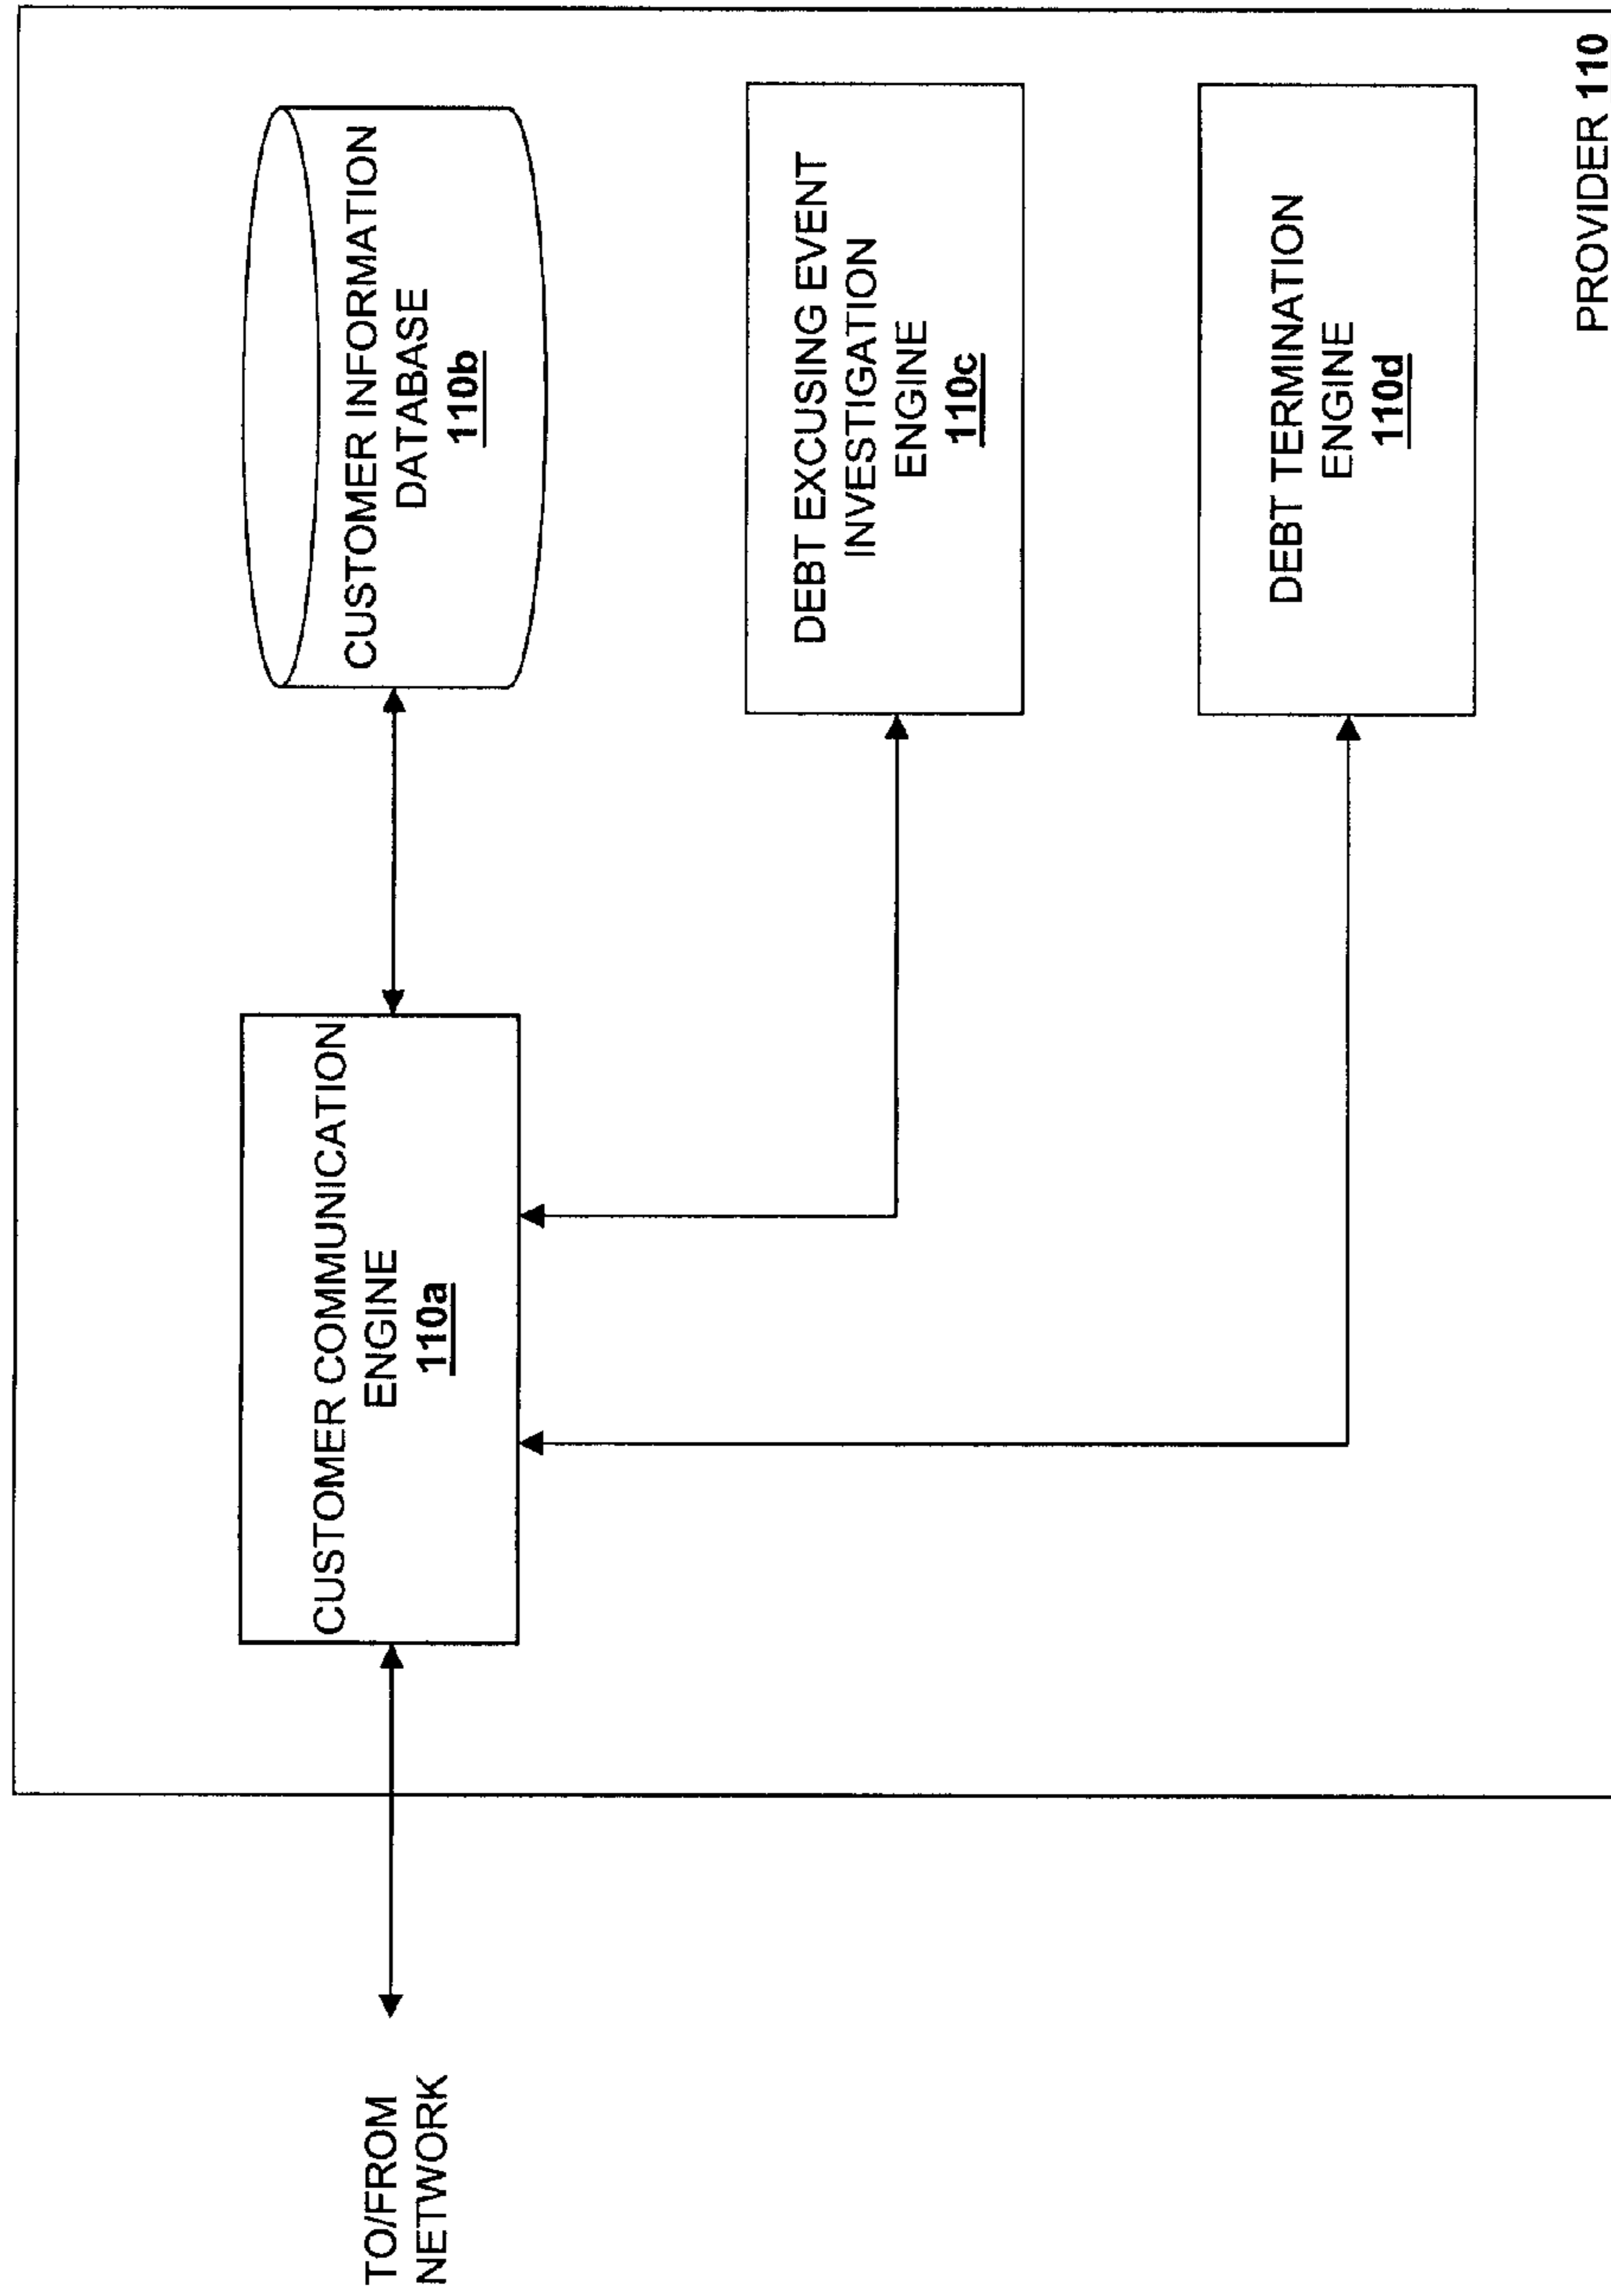 TO/FROM
NETWORK
CUSTOMER COMMUNICATION
ENGINE
110a
CUSTOMER INFORMATION
DATABASE
110b
DEBT EXCUSING EVENT
INVESTIGATION
ENGINE
110c
DEBT TERMINATION
ENGINE
110d
PROVIDER 110